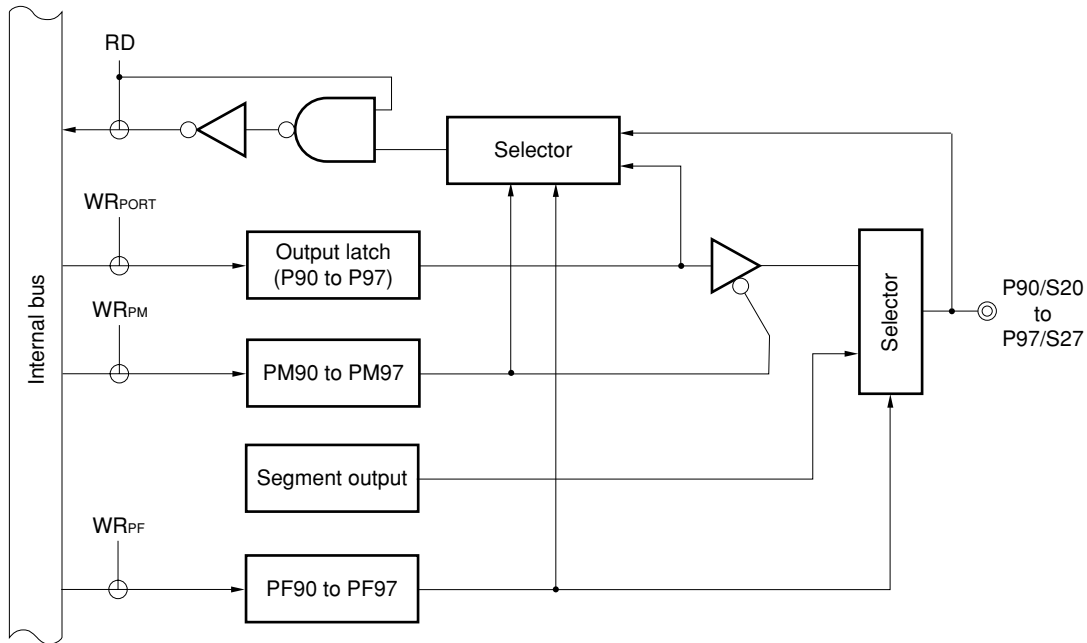 RD
Selector
WRPORT
Output latch
(P90 to P97)
WRPM
PM90 to PM97
Segment output
WRPF
PF90 to PF97
Internal bus
Selector
P90/S20
to
P97/S27